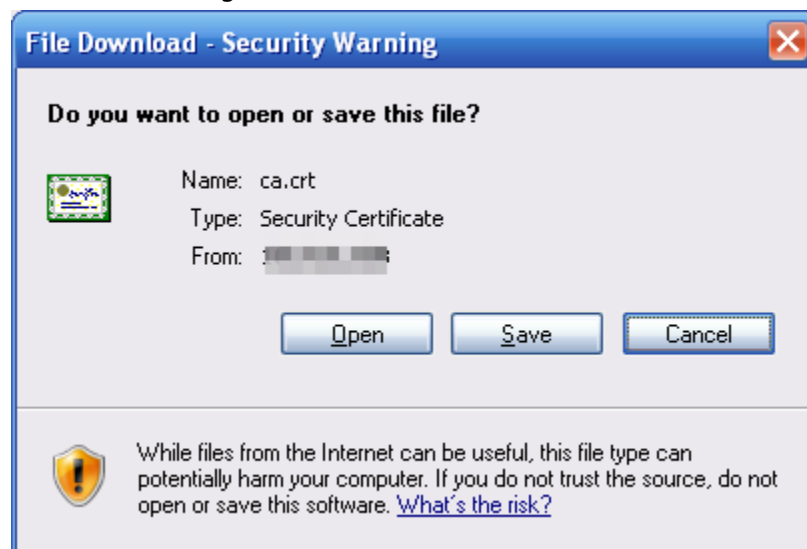 File Download - Security Warning
Do you want to open or save this file?
Name: ca.crt
Type: Security Certificate
From:
Open Save Cancel
While files from the Internet can be useful, this file type can
potentially harm your computer. If you do not trust the source, do not
open or save this software. What's the risk?